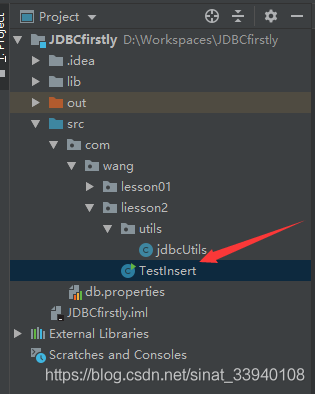 1: Project
Project
JDBCfirstly D:\Workspaces\JDBCfirstly
.idea
lib
out
src
com
wang
lesson01
liesson2
utils
jdbcUtils
TestInsert
db.properties
JDBCfirstly.iml
External Libraries
Scratches and Consoles
https://blog.csdn.net/sinat_33940108